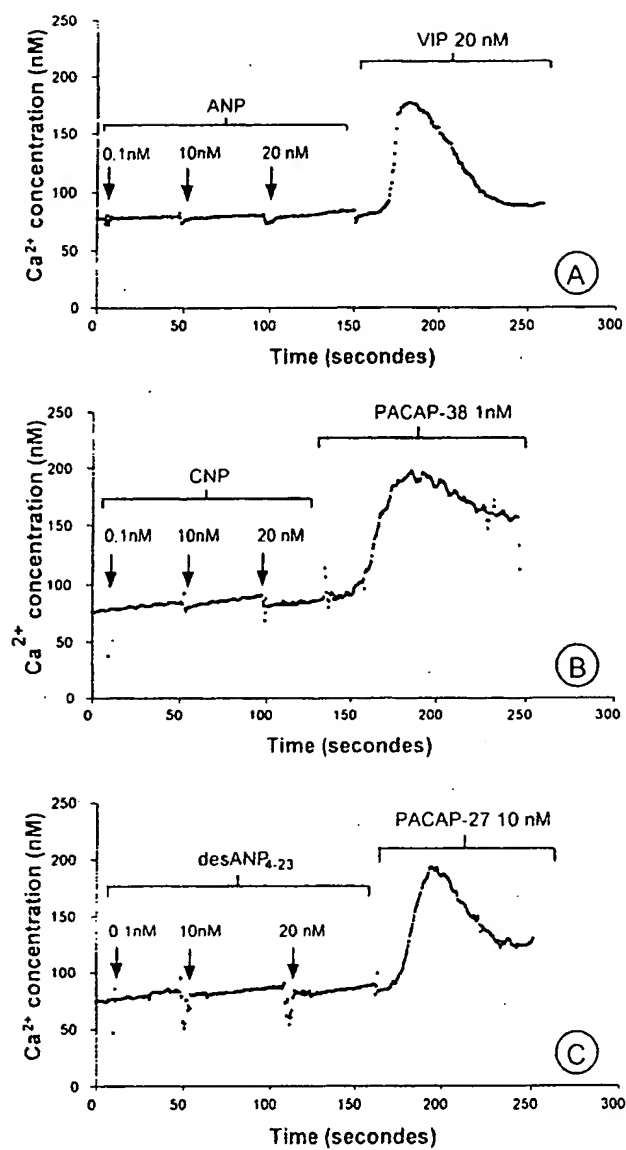 250
VIP 20 nM
200
ANP
150
0.1nM 10nM 20 nM
100
50
0
0 50 100 150 200 250 300
Ca2+ concentration (nM)
Time (secondes)
A
250
PACAP-38 1nM
200
CNP
150
0.1nM 10nM 20 nM
100
50
0
0 50 100 150 200 250 300
Ca2+ concentration (nM)
Time (secondes)
B
250
PACAP-27 10 nM
200
desANP4-23
150
0 1nM 10nM 20 nM
100
50
0
0 50 100 150 200 250 300
Ca2+ concentration (nM)
Time (secondes)
C